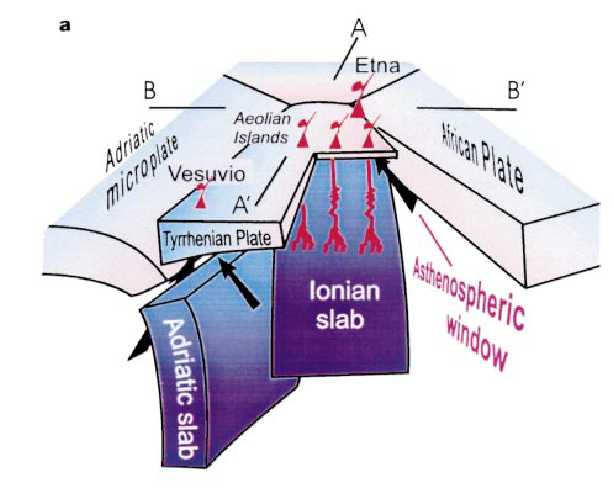 a
A
Etna
B
B'
Aeolian
Islands
Adriatic
microplate
African Plate
Vesuvio
A'
Tyrrhenian Plate
Ionian
slab
Asthenospheric
window
Adriatic slab